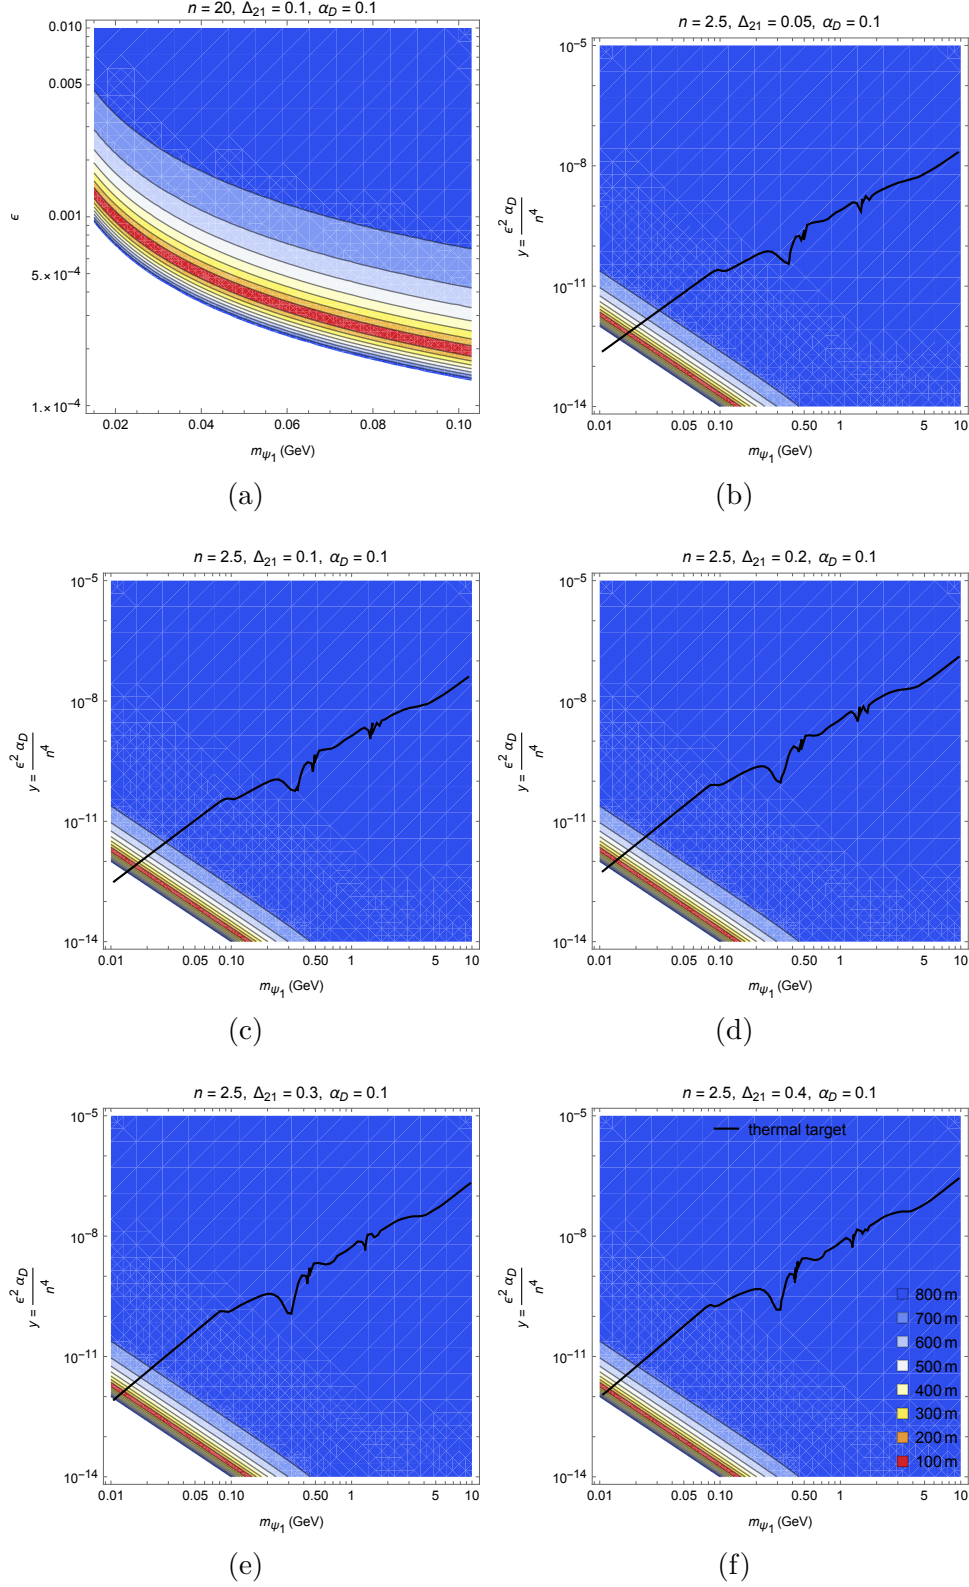 n = 20, Δ21 = 0.1, αD = 0.1
0.010
0.005
0.001
5.×10⁻⁴
1.×10⁻⁴
ϵ
0.02 0.04 0.06 0.08 0.10
mψ1 (GeV)
(a)
n = 2.5, Δ21 = 0.05, αD = 0.1
10⁻⁵
10⁻⁸
10⁻¹¹
10⁻¹⁴
y = ϵ² αD / n⁴
0.01 0.05 0.10 0.50 1 5 10
mψ1 (GeV)
(b)
n = 2.5, Δ21 = 0.1, αD = 0.1
10⁻⁵
10⁻⁸
10⁻¹¹
10⁻¹⁴
y = ϵ² αD / n⁴
0.01 0.05 0.10 0.50 1 5 10
mψ1 (GeV)
(c)
n = 2.5, Δ21 = 0.2, αD = 0.1
10⁻⁵
10⁻⁸
10⁻¹¹
10⁻¹⁴
y = ϵ² αD / n⁴
0.01 0.05 0.10 0.50 1 5 10
mψ1 (GeV)
(d)
n = 2.5, Δ21 = 0.3, αD = 0.1
10⁻⁵
10⁻⁸
10⁻¹¹
10⁻¹⁴
y = ϵ² αD / n⁴
0.01 0.05 0.10 0.50 1 5 10
mψ1 (GeV)
(e)
n = 2.5, Δ21 = 0.4, αD = 0.1
thermal target
10⁻⁵
10⁻⁸
10⁻¹¹
10⁻¹⁴
y = ϵ² αD / n⁴
800 m
700 m
600 m
500 m
400 m
300 m
200 m
100 m
0.01 0.05 0.10 0.50 1 5 10
mψ1 (GeV)
(f)